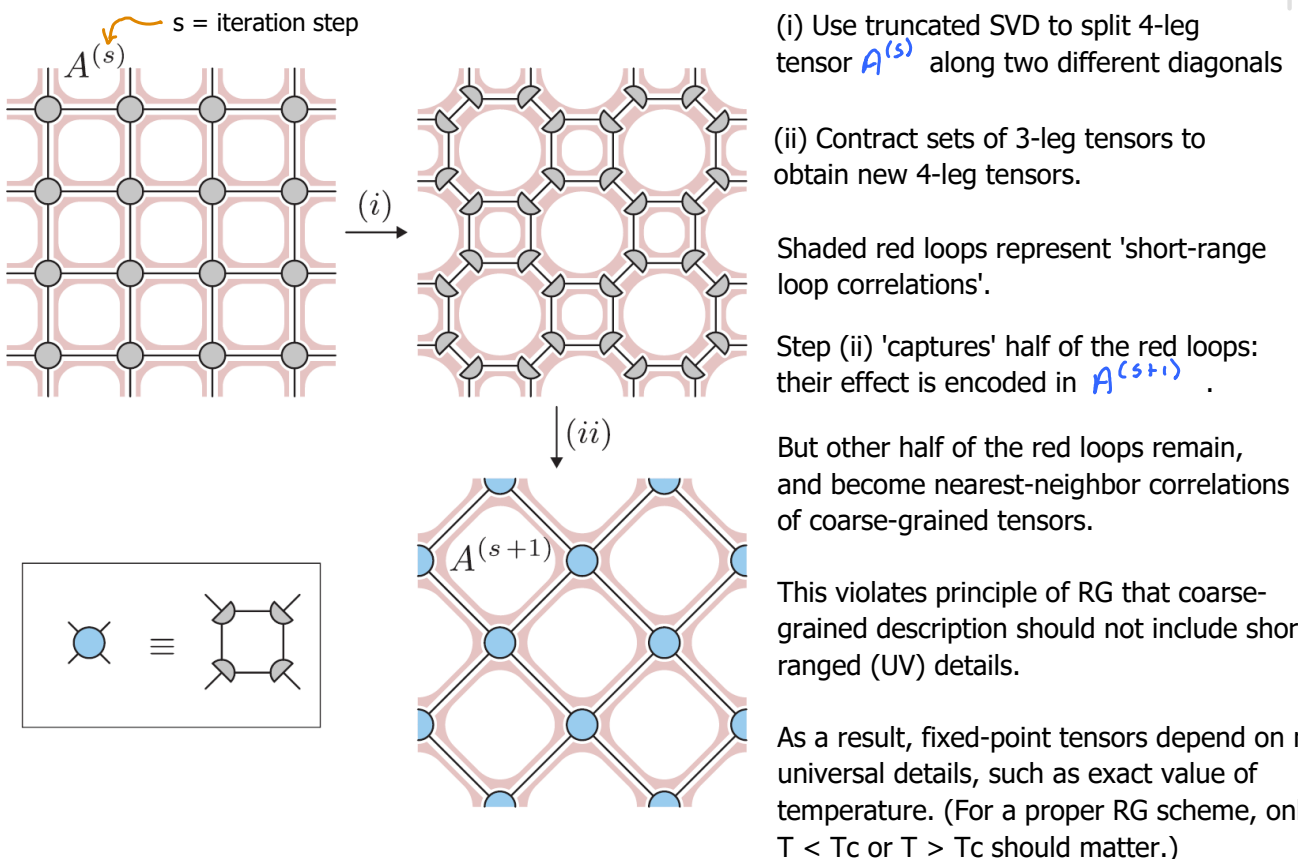 s = iteration step
A^(s)
(i)
(ii)
A^(s+1)
≡
(i) Use truncated SVD to split 4-leg
tensor A^(s) along two different diagonals
(ii) Contract sets of 3-leg tensors to
obtain new 4-leg tensors.
Shaded red loops represent 'short-range
loop correlations'.
Step (ii) 'captures' half of the red loops:
their effect is encoded in A^(s+1) .
But other half of the red loops remain,
and become nearest-neighbor correlations
of coarse-grained tensors.
This violates principle of RG that coarse-
grained description should not include shor
ranged (UV) details.
As a result, fixed-point tensors depend on
universal details, such as exact value of
temperature. (For a proper RG scheme, on
T < Tc or T > Tc should matter.)